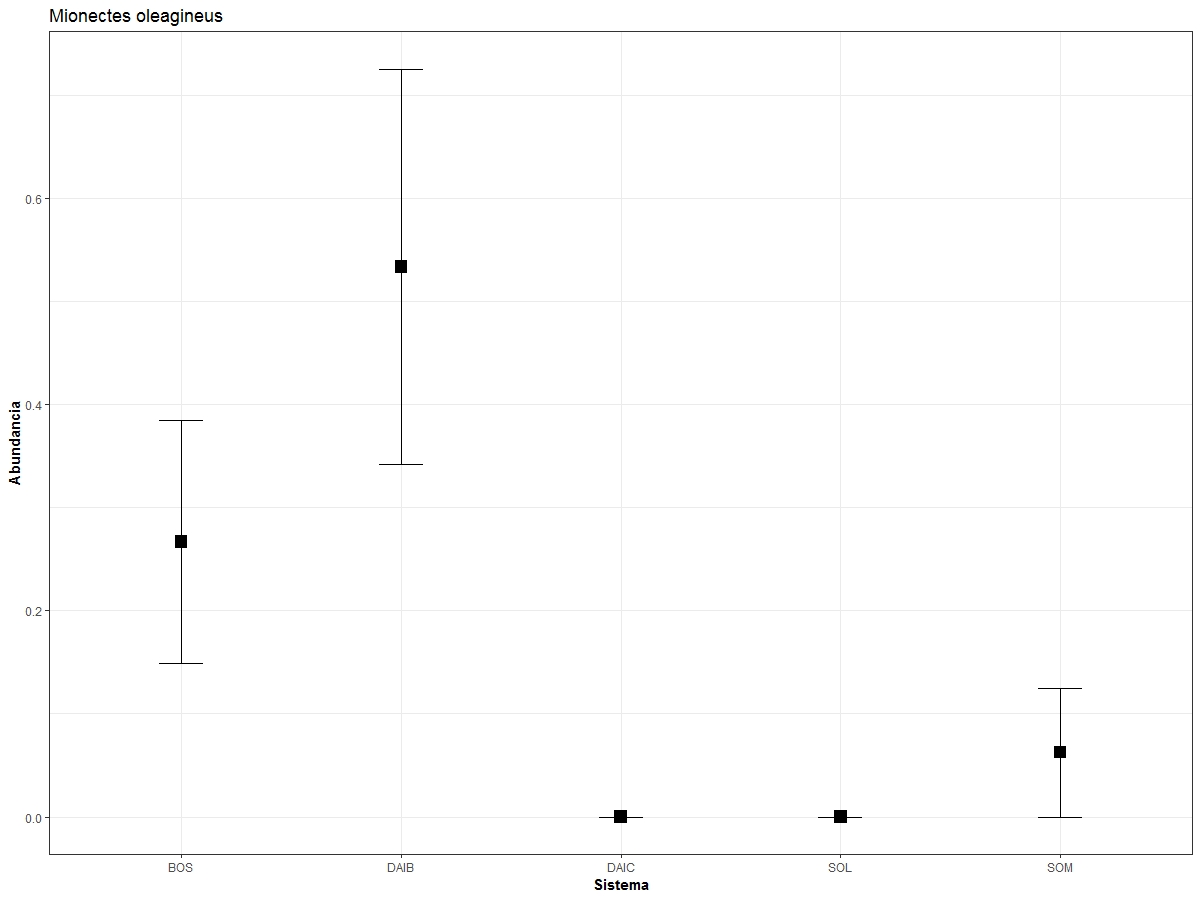 Mionectes oleagineus
Abundancia
0.6
0.4
0.2
0.0
BOS DAIB DAIC SOL SOM
Sistema